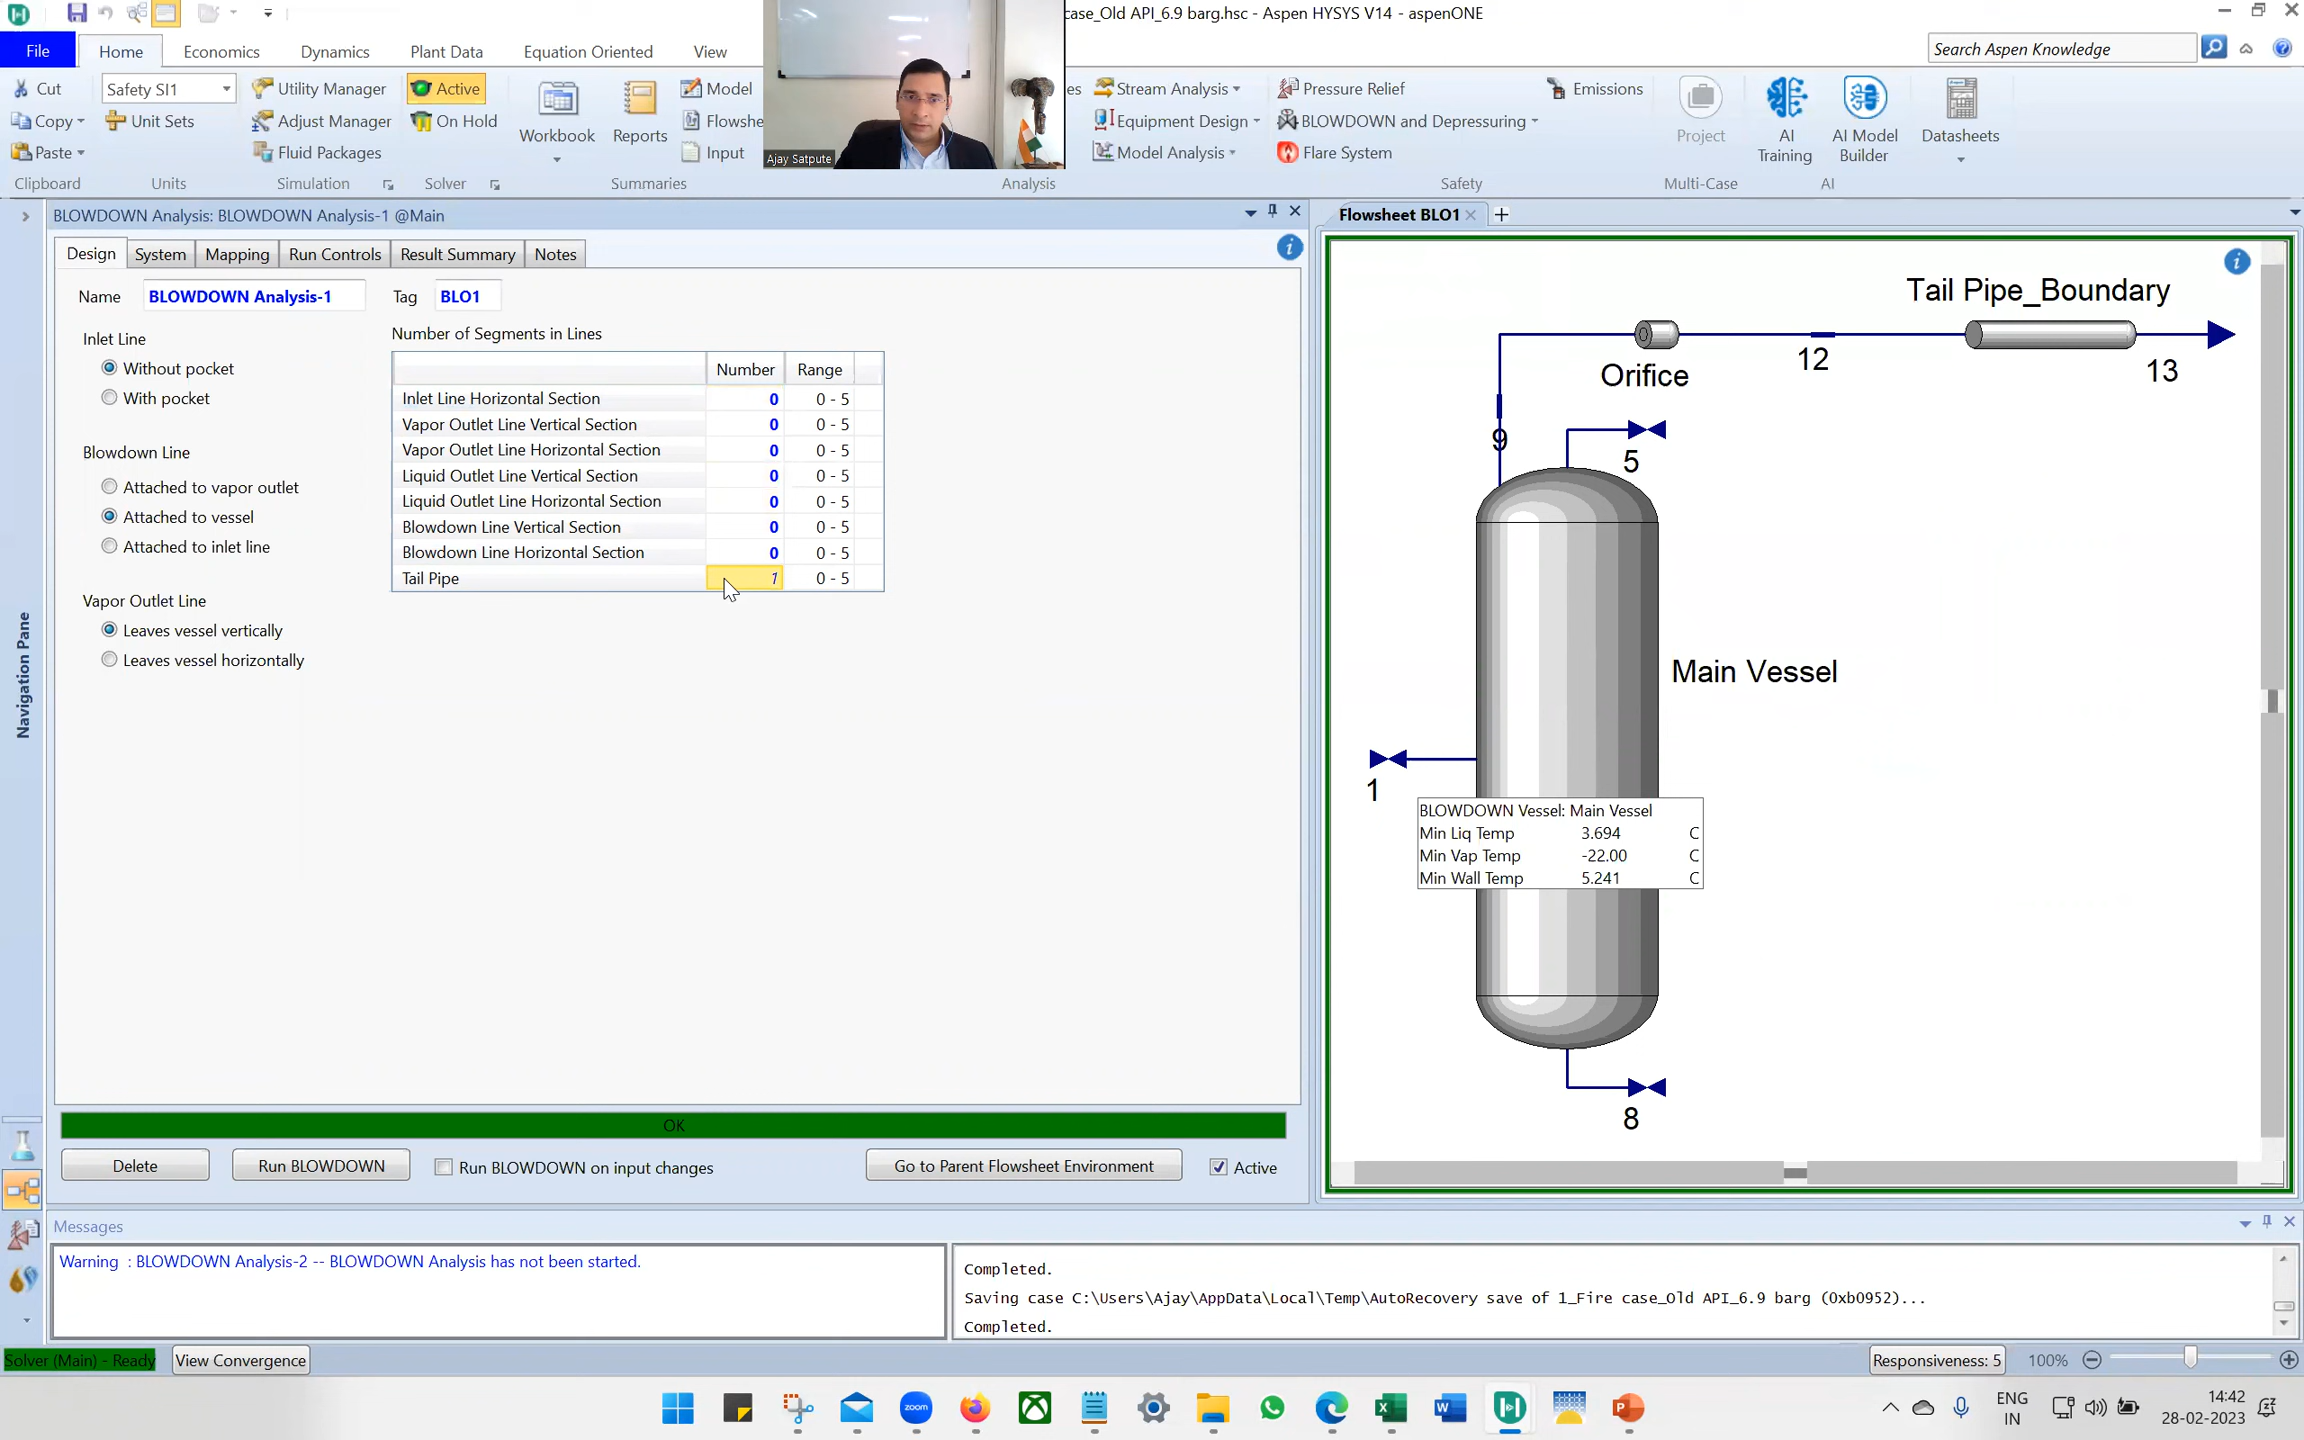 case_Old API_6.9 barg.hsc - Aspen HYSYS V14 - aspenONE
File
Home
Economics
Dynamics
Plant Data
Equation Oriented
View
Search Aspen Knowledge
Cut
Copy
Paste
Clipboard
Safety SI1
Unit Sets
Units
Utility Manager
Adjust Manager
Fluid Packages
Simulation
Active
On Hold
Solver
Workbook
Reports
Model
Flowshe
Input
Summaries
Ajay Satpute
es
Stream Analysis
Equipment Design
Model Analysis
Analysis
Pressure Relief
BLOWDOWN and Depressuring
Flare System
Emissions
Safety
Project
Multi-Case
AI Training
AI Model Builder
AI
Datasheets
BLOWDOWN Analysis: BLOWDOWN Analysis-1 @Main
Design
System
Mapping
Run Controls
Result Summary
Notes
Name
BLOWDOWN Analysis-1
Tag
BLO1
Inlet Line
Without pocket
With pocket
Blowdown Line
Attached to vapor outlet
Attached to vessel
Attached to inlet line
Vapor Outlet Line
Leaves vessel vertically
Leaves vessel horizontally
Number of Segments in Lines
Number Range
Inlet Line Horizontal Section 0 0 - 5
Vapor Outlet Line Vertical Section 0 0 - 5
Vapor Outlet Line Horizontal Section 0 0 - 5
Liquid Outlet Line Vertical Section 0 0 - 5
Liquid Outlet Line Horizontal Section 0 0 - 5
Blowdown Line Vertical Section 0 0 - 5
Blowdown Line Horizontal Section 0 0 - 5
Tail Pipe 1 0 - 5
OK
Delete
Run BLOWDOWN
Run BLOWDOWN on input changes
Go to Parent Flowsheet Environment
Active
Navigation Pane
Flowsheet BLO1
Tail Pipe_Boundary
12
13
Orifice
9
5
Main Vessel
1
BLOWDOWN Vessel: Main Vessel
Min Liq Temp 3.694 C
Min Vap Temp -22.00 C
Min Wall Temp 5.241 C
8
Messages
Warning : BLOWDOWN Analysis-2 -- BLOWDOWN Analysis has not been started.
Completed.
Saving case C:\Users\Ajay\AppData\Local\Temp\AutoRecovery save of 1_Fire case_Old API_6.9 barg (0xb0952)...
Completed.
Solver (Main) - Ready
View Convergence
Responsiveness: 5
100%
zoom
ENG
IN
14:42
28-02-2023